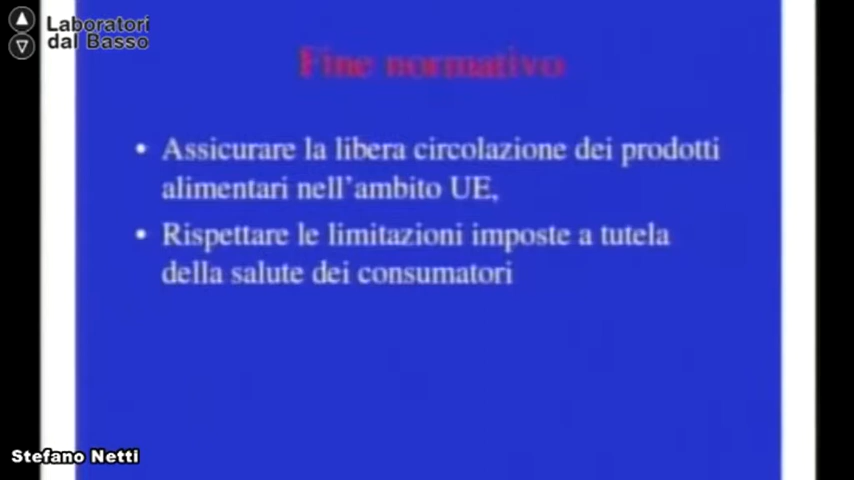 Laboratori
dal Basso
Fine normativo
• Assicurare la libera circolazione dei prodotti
alimentari nell'ambito UE,
• Rispettare le limitazioni imposte a tutela
della salute dei consumatori
Stefano Netti